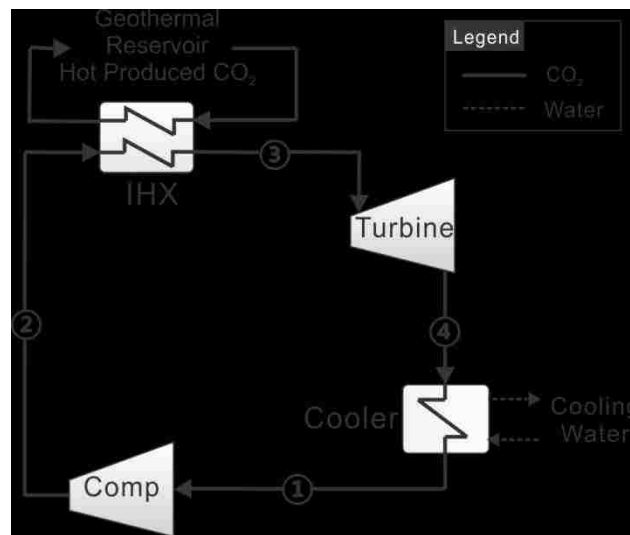 Geothermal
Reservoir
Hot Produced CO₂
Legend
CO₂
Water
IHX
③
Turbine
②
④
Cooler
Cooling
Water
Comp
①